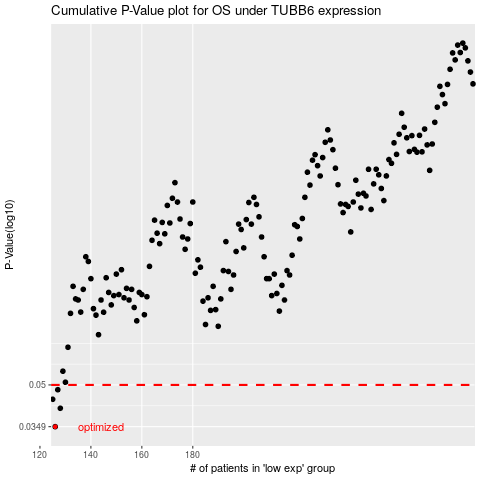 Cumulative P-Value plot for OS under TUBB6 expression
P-Value(log10)
0.05
0.0349
optimized
120 140 160 180
# of patients in 'low exp' group